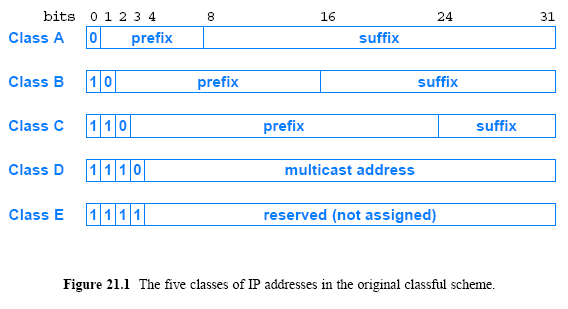 bits 0 1 2 3 4 8 16 24 31
Class A 0 prefix suffix
Class B 1 0 prefix suffix
Class C 1 1 0 prefix suffix
Class D 1 1 1 0 multicast address
Class E 1 1 1 1 reserved (not assigned)
Figure 21.1 The five classes of IP addresses in the original classful scheme.